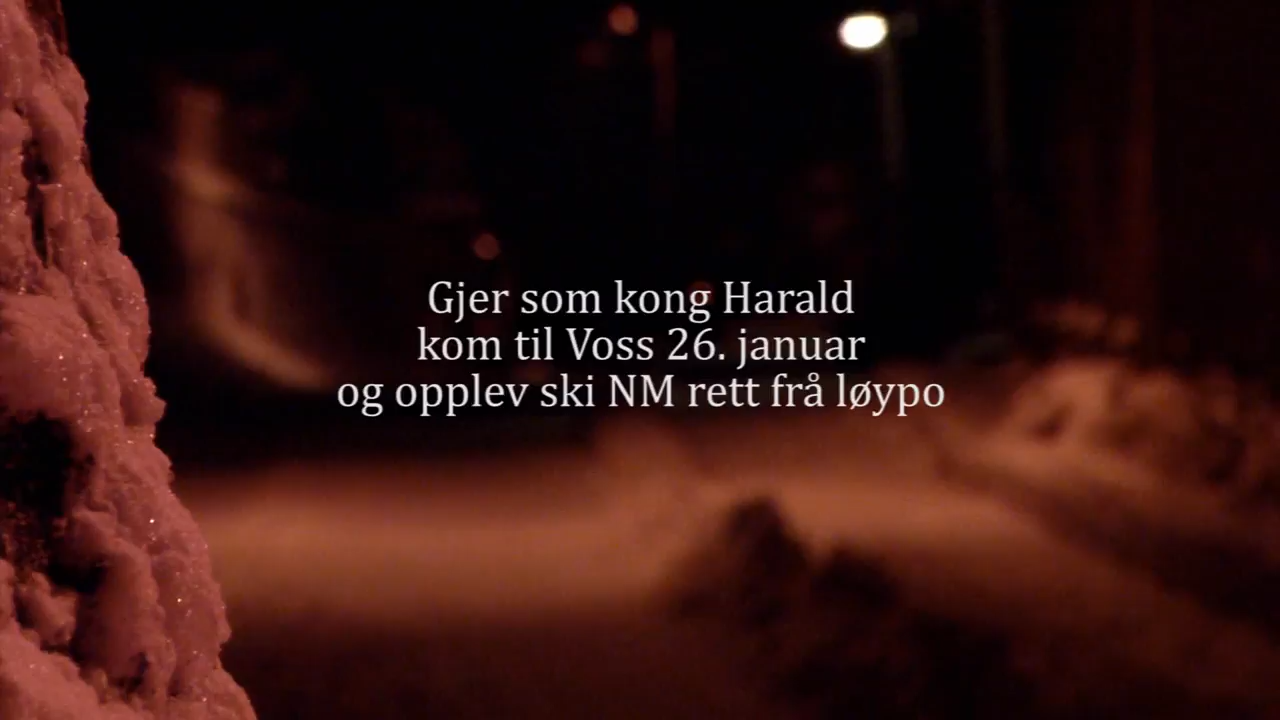 Gjer som kong Harald
kom til Voss 26. januar
og opplev ski NM rett frå løypo